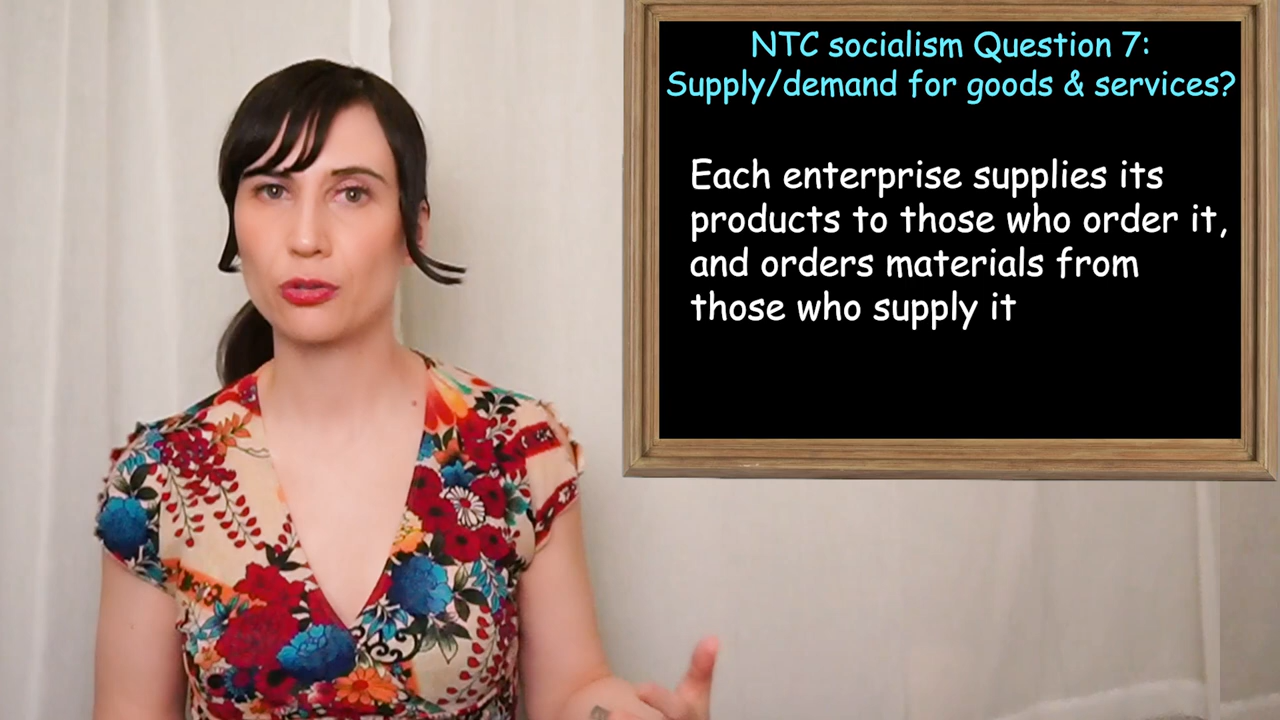 NTC socialism Question 7:
Supply/demand for goods & services?
Each enterprise supplies its
products to those who order it,
and orders materials from
those who supply it